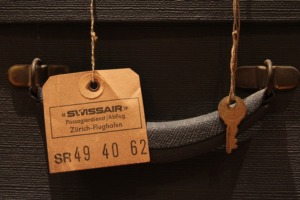 SWISSAIR
Passagierdienst/Abflug
Zürich-Flughafen
SR 49 40 62